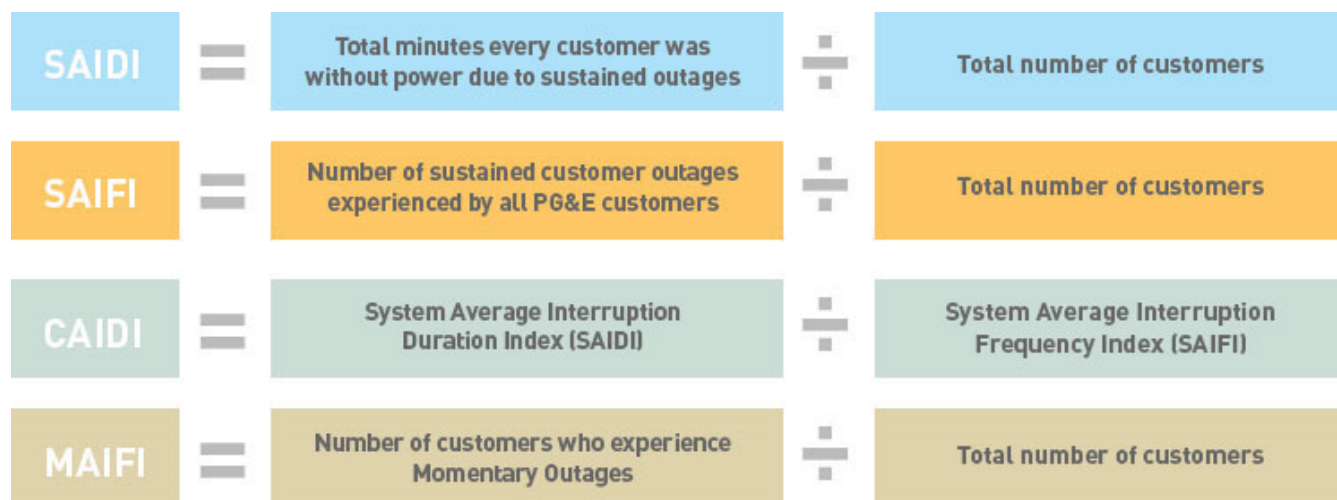 SAIDI
=
Total minutes every customer was
without power due to sustained outages
÷
Total number of customers
SAIFI
=
Number of sustained customer outages
experienced by all PG&E customers
÷
Total number of customers
CAIDI
=
System Average Interruption
Duration Index (SAIDI)
÷
System Average Interruption
Frequency Index (SAIFI)
MAIFI
=
Number of customers who experience
Momentary Outages
÷
Total number of customers